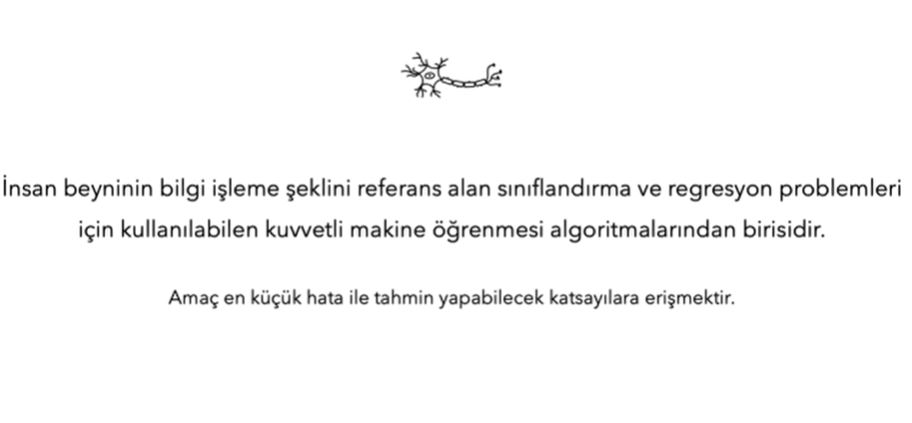 İnsan beyninin bilgi işleme şeklini referans alan sınıflandırma ve regresyon problemleri
için kullanılabilen kuvvetli makine öğrenmesi algoritmalarından birisidir.
Amaç en küçük hata ile tahmin yapabilecek katsayılara erişmektir.